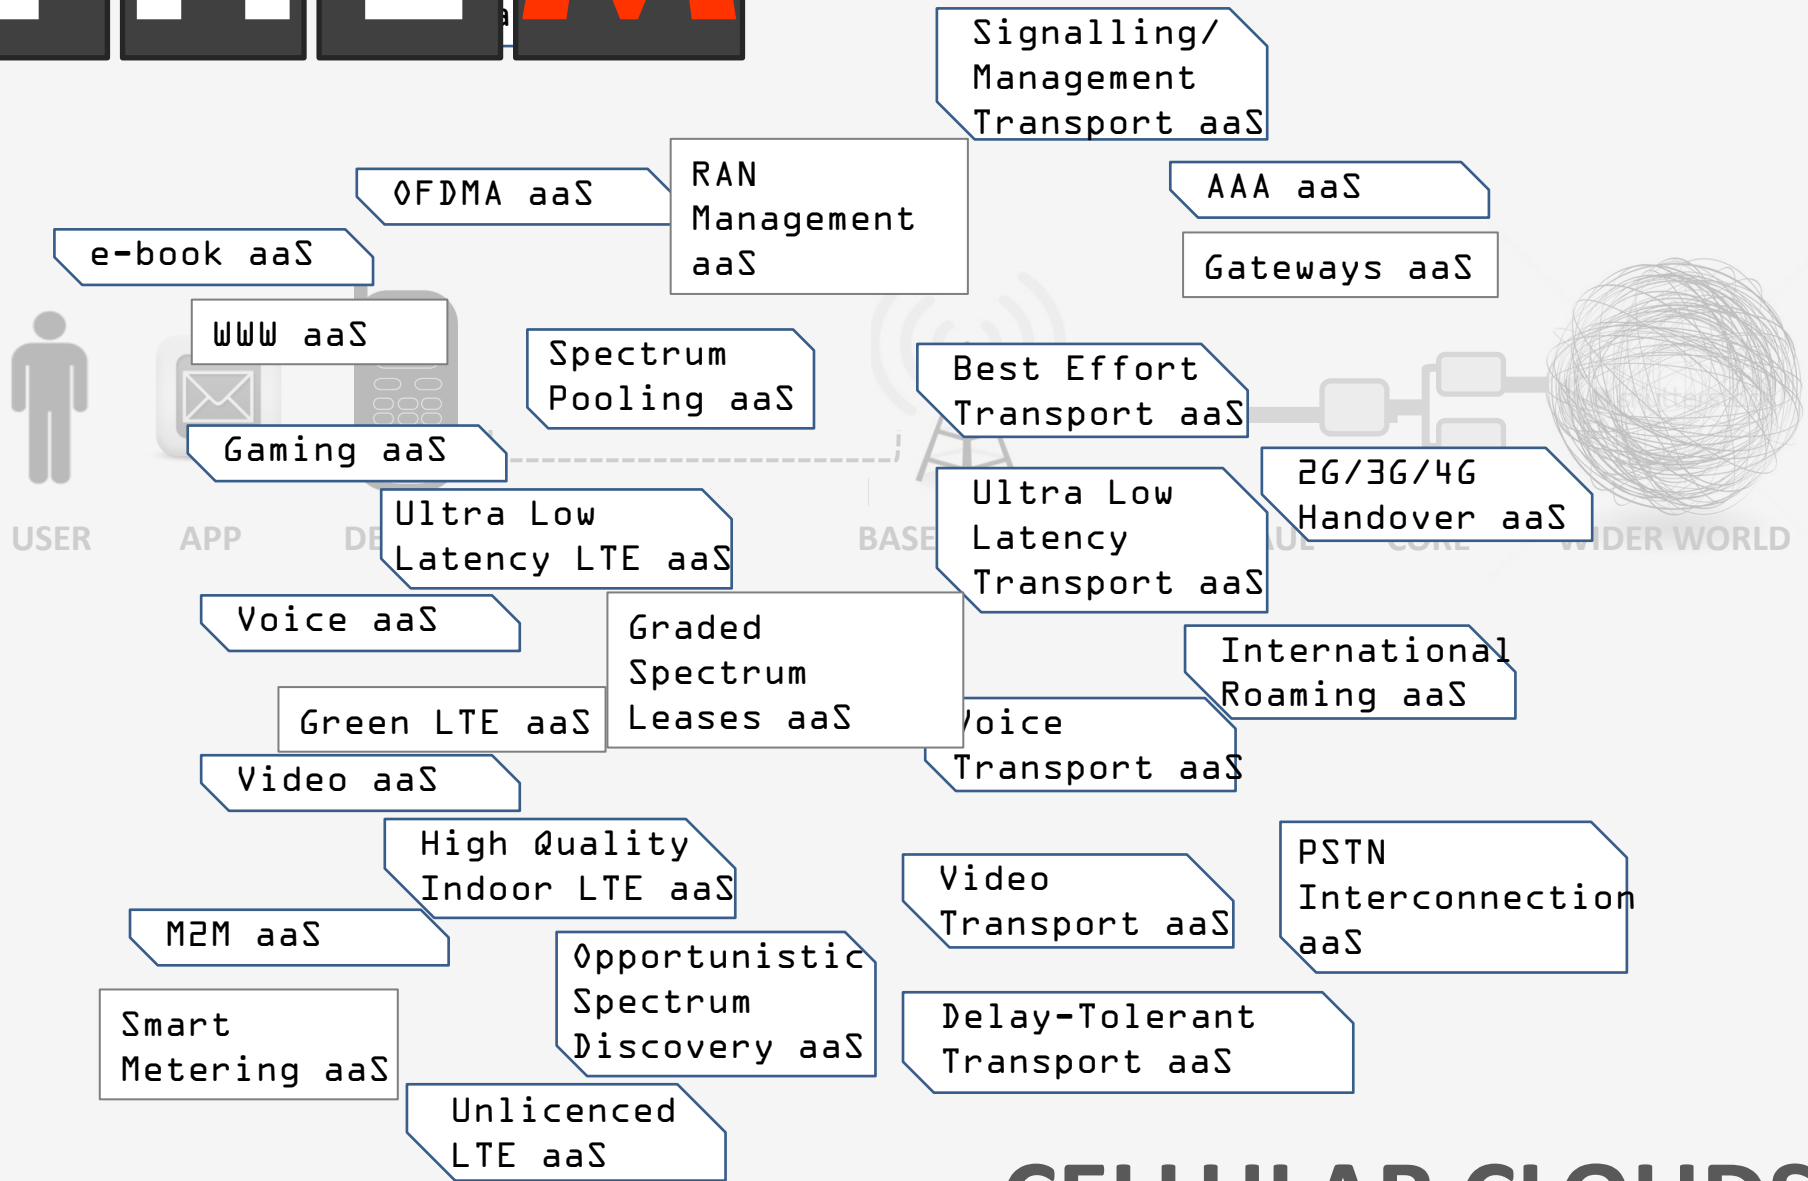 Signalling/
Management
Transport aaS
OFDMA aaS
RAN
Management
aaS
AAA aaS
e-book aaS
Gateways aaS
WWW aaS
Spectrum
Pooling aaS
Best Effort
Transport aaS
Gaming aaS
2G/3G/4G
Handover aaS
Ultra Low
Latency LTE aaS
Ultra Low
Latency
Transport aaS
USER
APP
WIDER WORLD
Voice aaS
Graded
Spectrum
Leases aaS
International
Roaming aaS
Green LTE aaS
Voice
Transport aaS
Video aaS
High Quality
Indoor LTE aaS
Video
Transport aaS
PSTN
Interconnection
aaS
M2M aaS
Opportunistic
Spectrum
Discovery aaS
Smart
Metering aaS
Delay-Tolerant
Transport aaS
Unlicenced
LTE aaS
CELLULAR CLOUDS